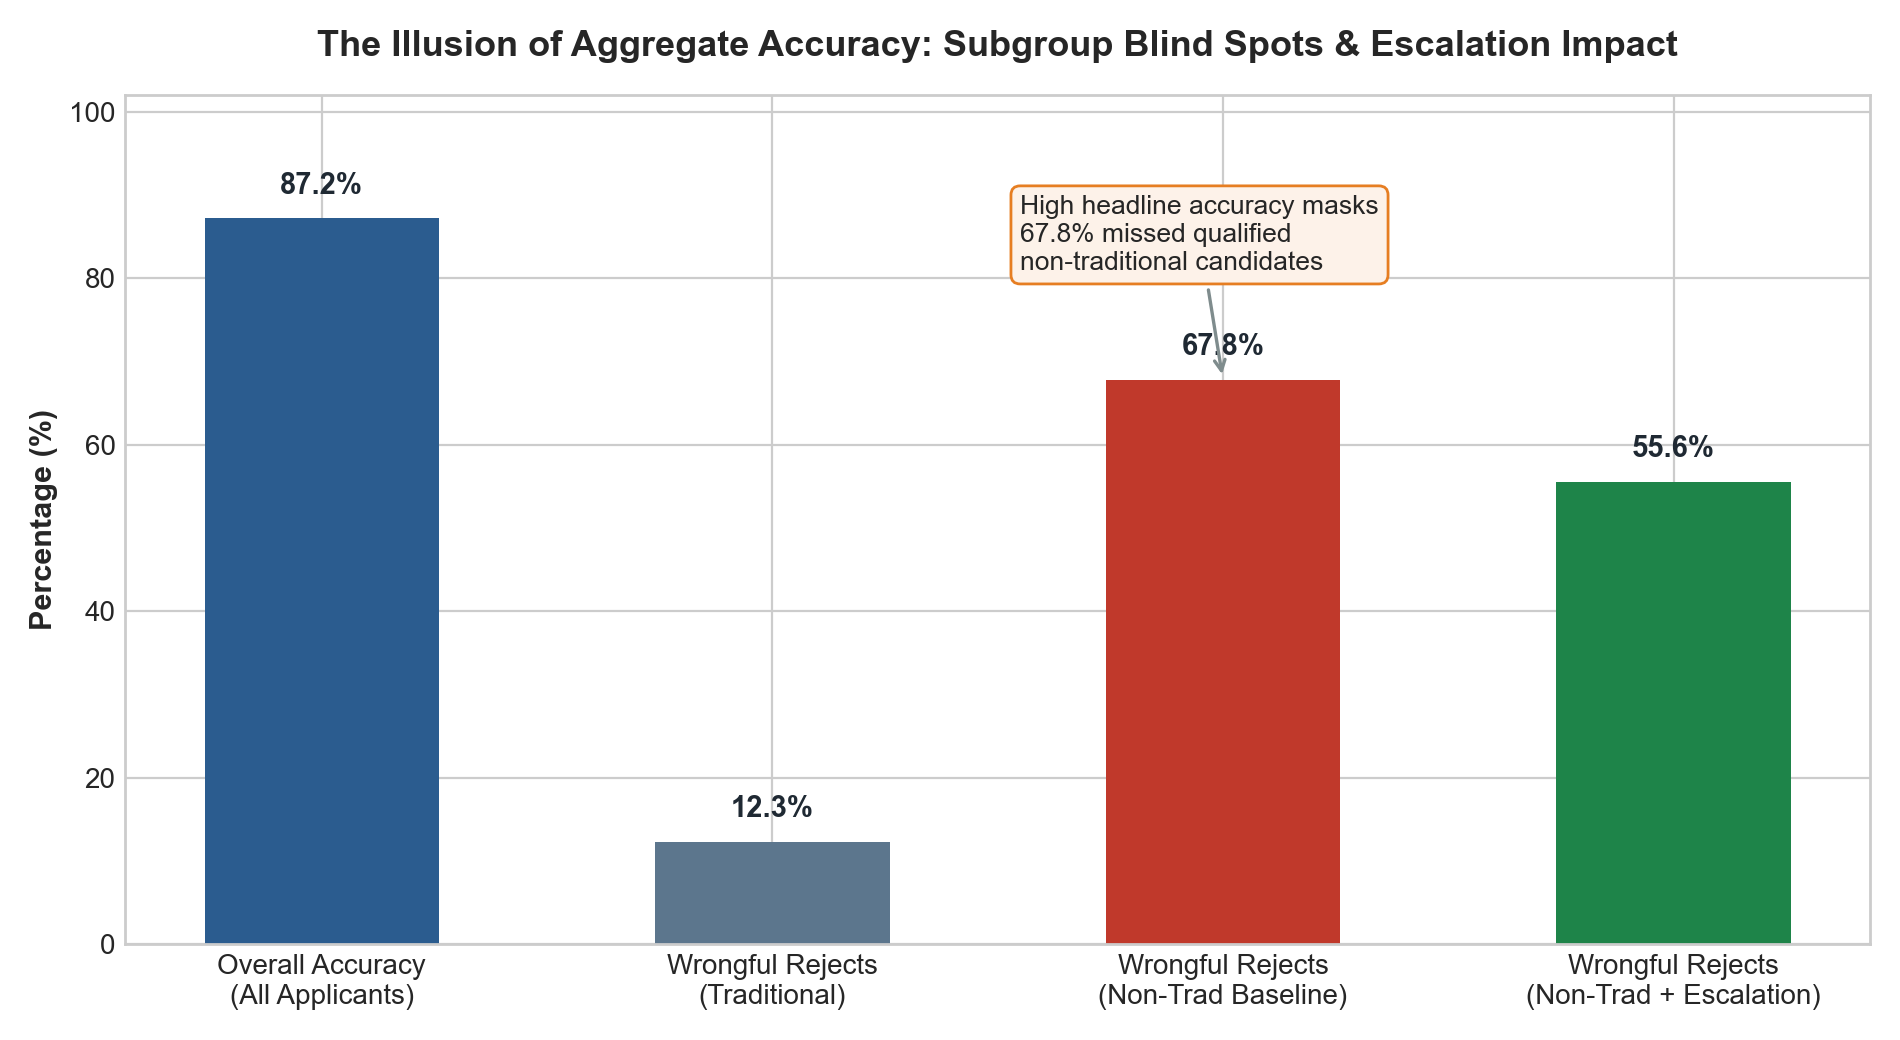 The Illusion of Aggregate Accuracy: Subgroup Blind Spots & Escalation Impact
Percentage (%)
100
80
60
40
20
0
87.2%
12.3%
67.8%
55.6%
High headline accuracy masks
67.8% missed qualified
non-traditional candidates
Overall Accuracy
(All Applicants)
Wrongful Rejects
(Traditional)
Wrongful Rejects
(Non-Trad Baseline)
Wrongful Rejects
(Non-Trad + Escalation)